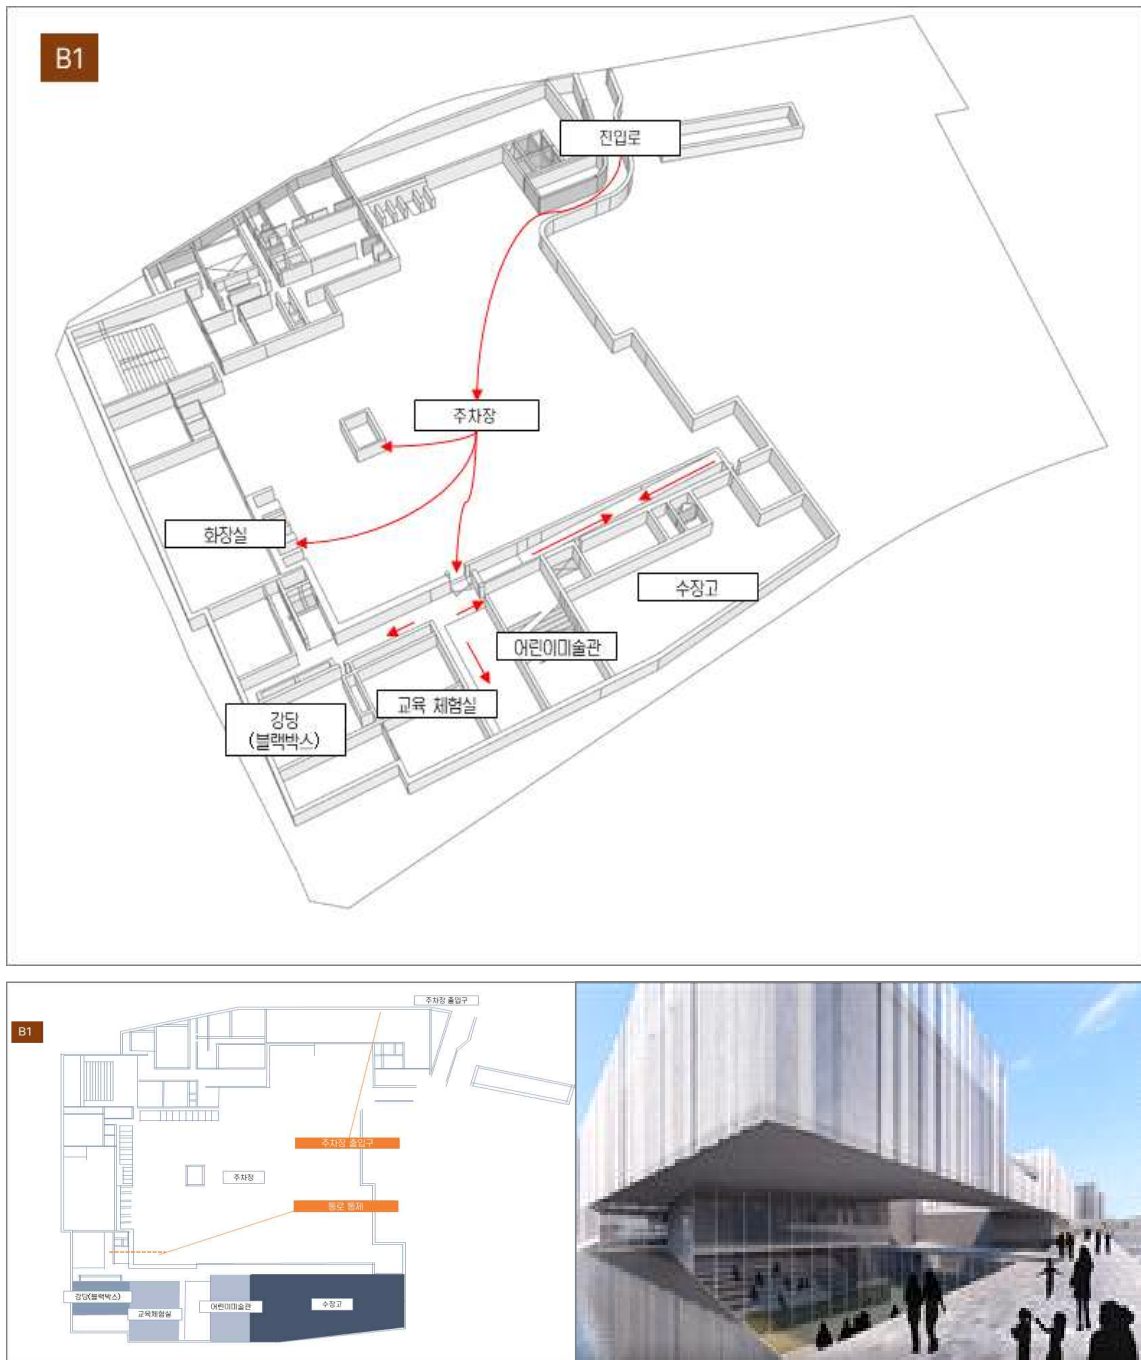 B1
진입로
주차장
화장실
수장고
어린이미술관
교육 체험실
강당
(블랙박스)
주차장 출입구
B1
주차장 출입구
주차장
통로 통제
강당(블랙박스)
교육체험실
어린이미술관
수장고